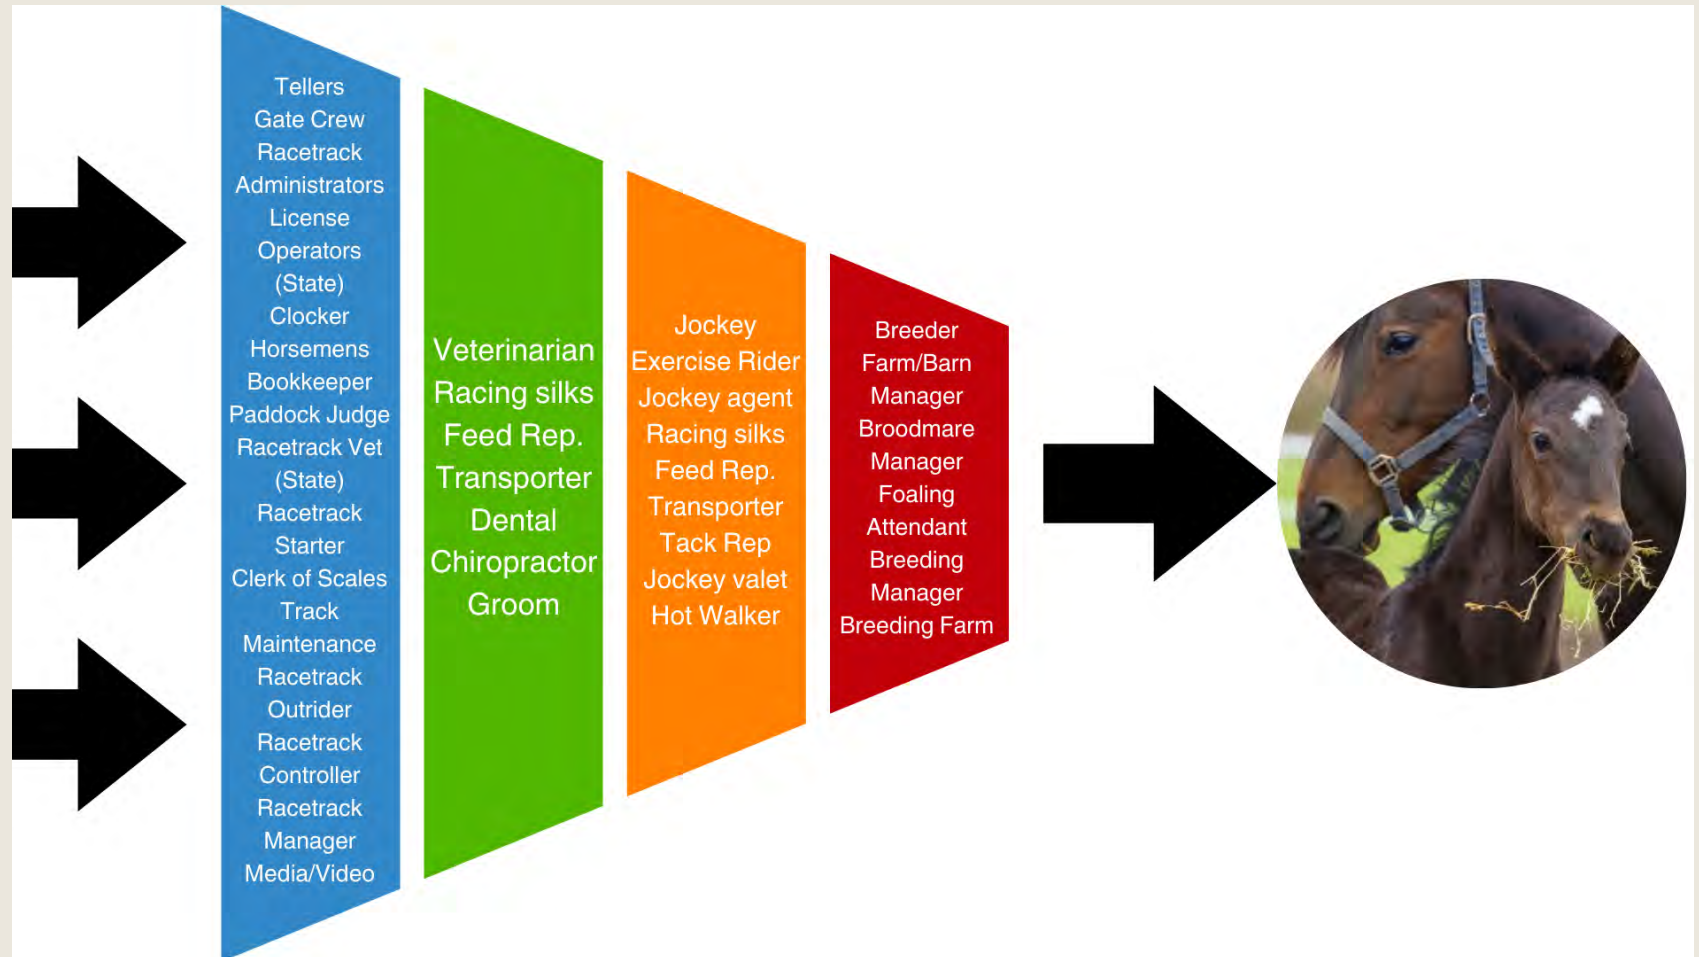 Tellers
Gate Crew
Racetrack
Administrators
License
Operators
(State)
Clocker
Horsemens
Bookkeeper
Paddock Judge
Racetrack Vet
(State)
Racetrack
Starter
Clerk of Scales
Track
Maintenance
Racetrack
Outrider
Racetrack
Controller
Racetrack
Manager
Media/Video
Veterinarian
Racing silks
Feed Rep.
Transporter
Dental
Chiropractor
Groom
Jockey
Exercise Rider
Jockey agent
Racing silks
Feed Rep.
Transporter
Tack Rep
Jockey valet
Hot Walker
Breeder
Farm/Barn
Manager
Broodmare
Manager
Foaling
Attendant
Breeding
Manager
Breeding Farm